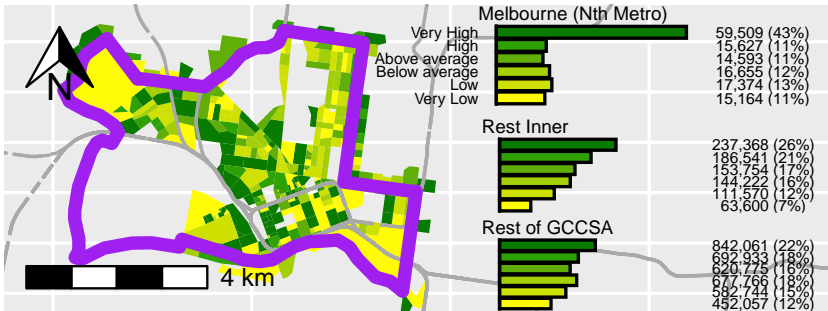 Melbourne (Nth Metro)
Very High 59,509 (43%)
High 15,627 (11%)
Above average 14,593 (11%)
Below average 16,655 (12%)
Low 17,374 (13%)
Very Low 15,164 (11%)
N
Rest Inner
237,368 (26%)
186,541 (21%)
153,754 (17%)
144,222 (16%)
111,570 (12%)
63,600 (7%)
Rest of GCCSA
842,061 (22%)
692,933 (18%)
620,775 (16%)
677,766 (18%)
582,744 (15%)
452,057 (12%)
4 km